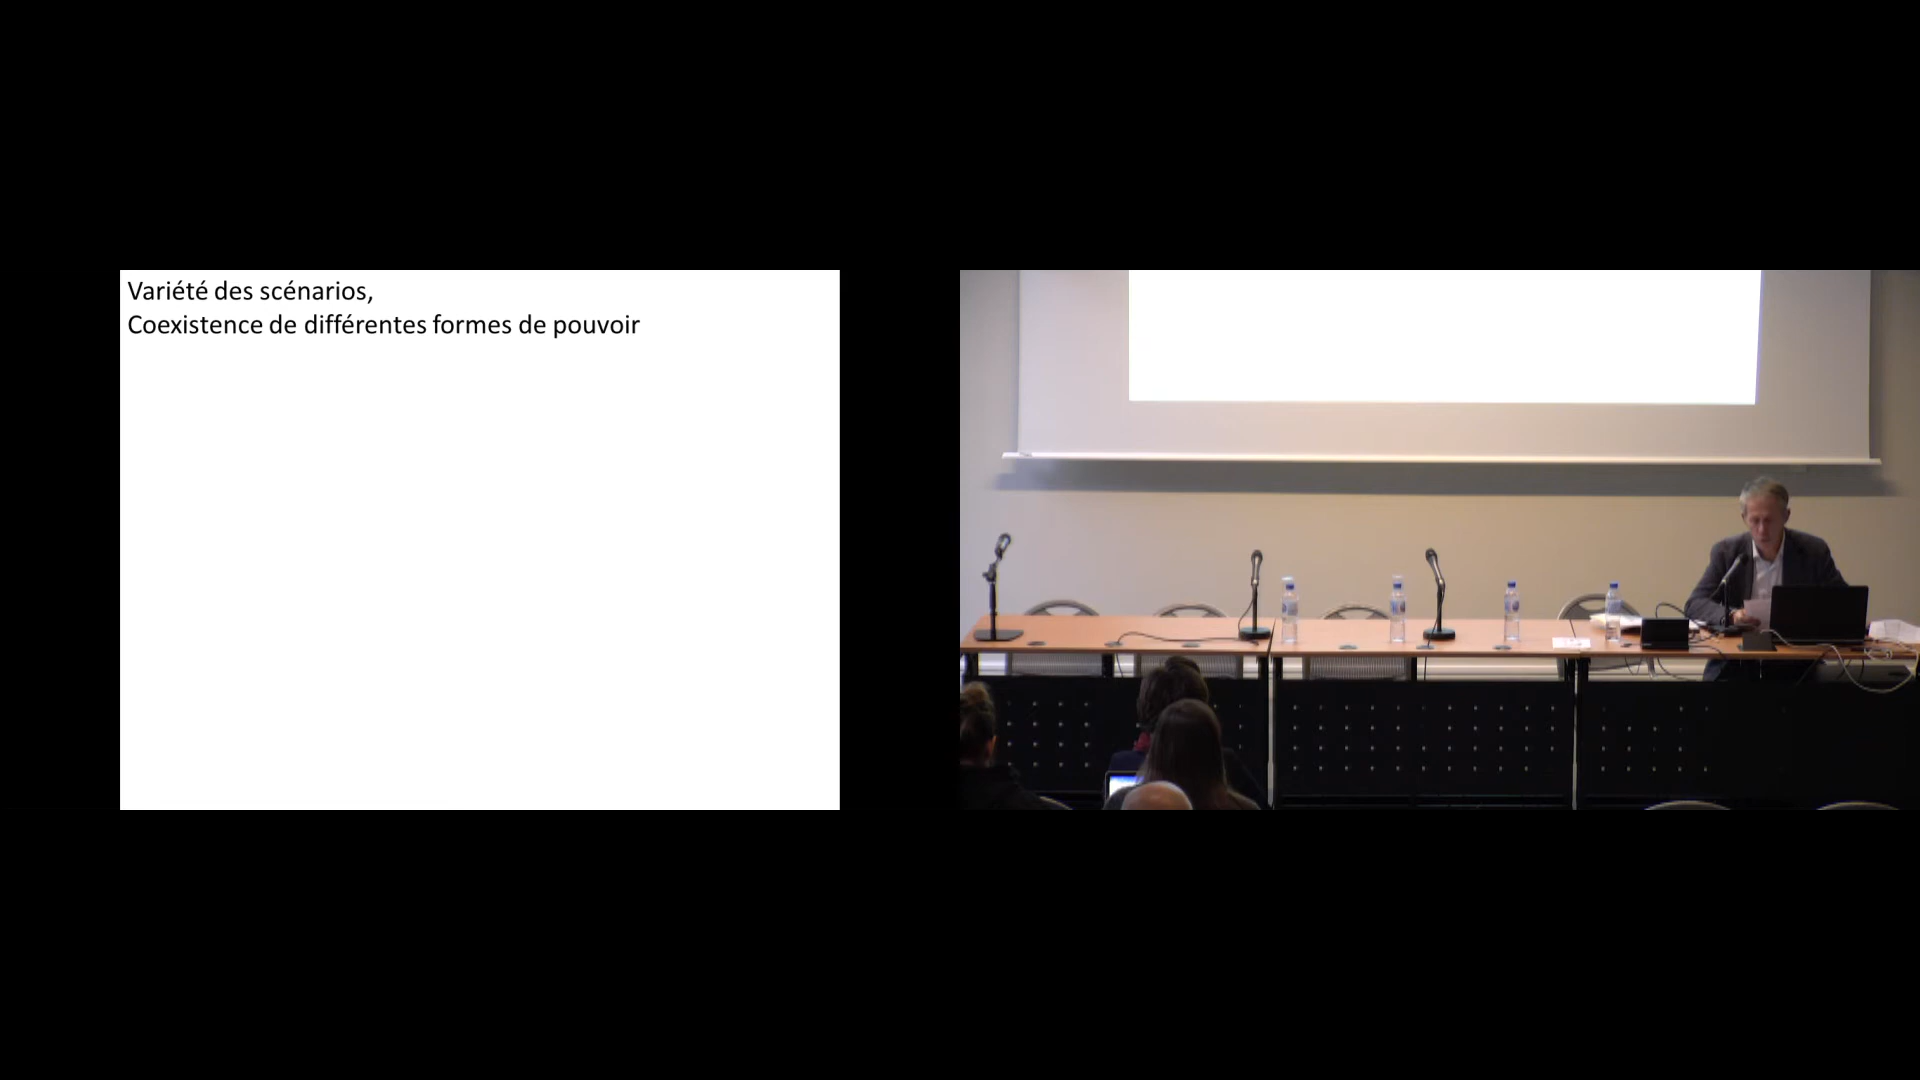 Variété des scénarios,
Coexistence de différentes formes de pouvoir